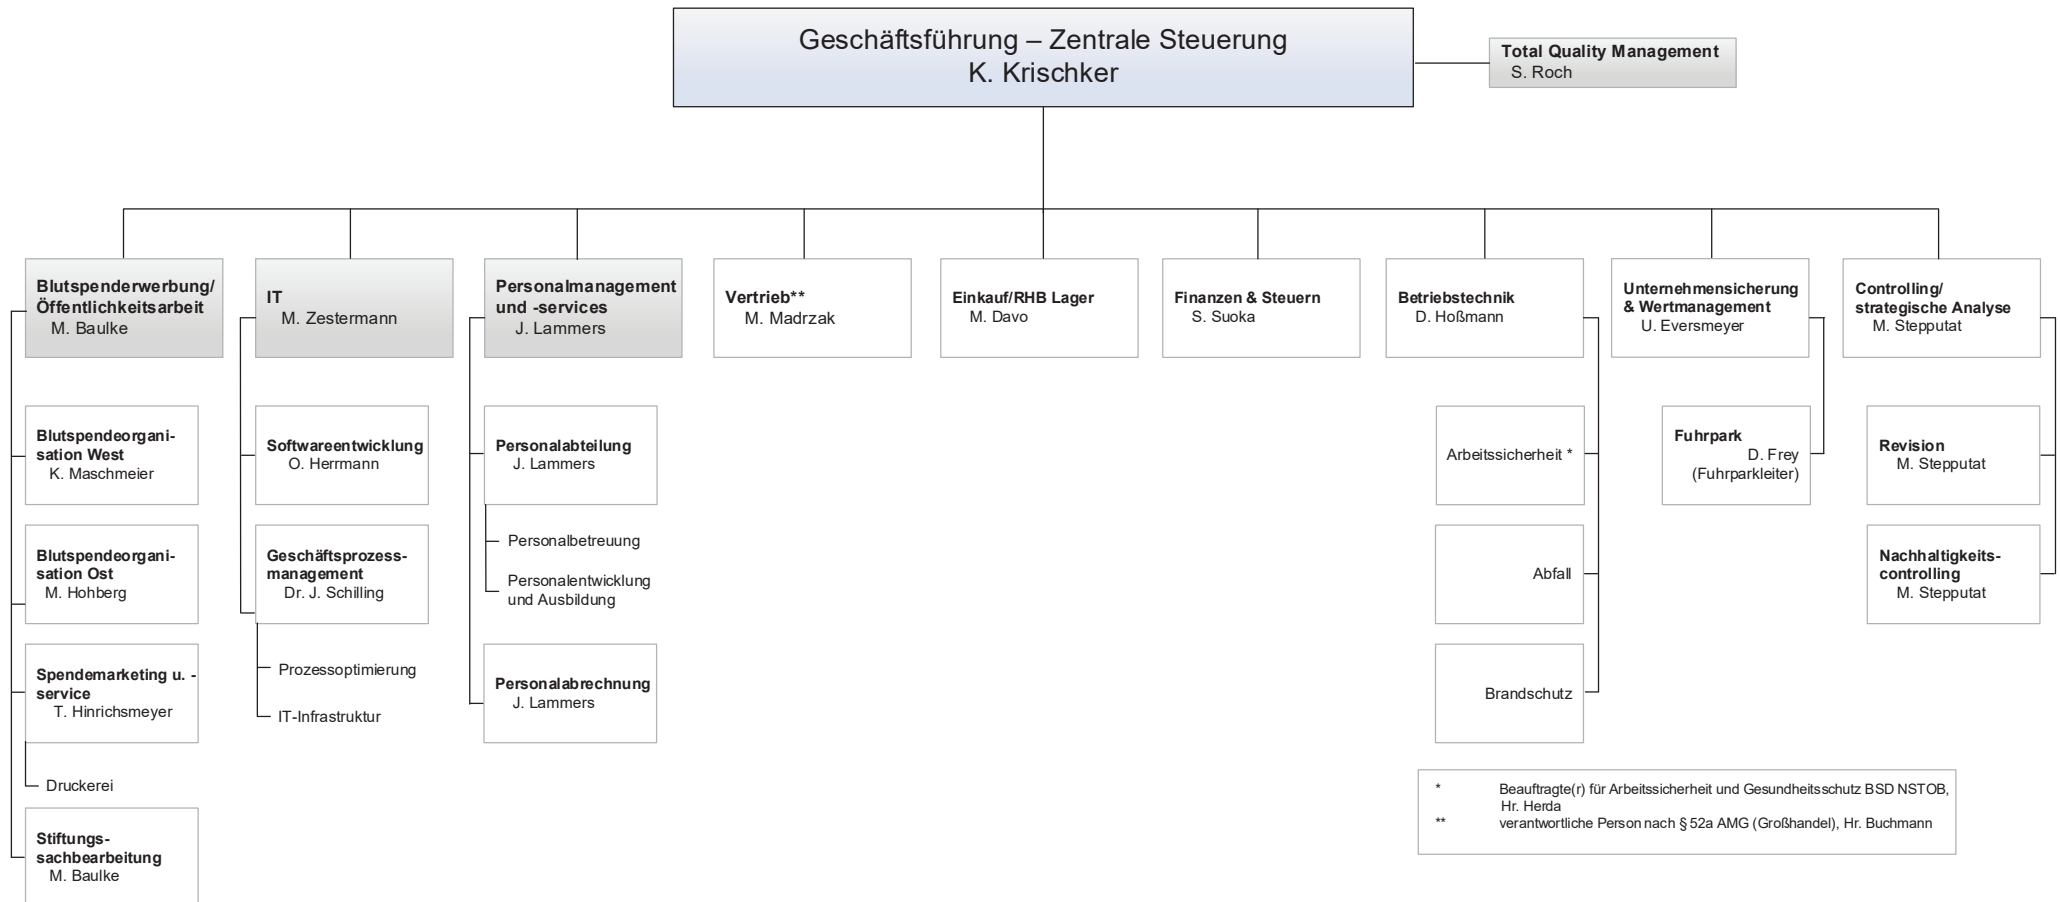 Geschäftsführung – Zentrale Steuerung
K. Krischker
Total Quality Management
S. Roch
Blutspenderwerbung/
Öffentlichkeitsarbeit
M. Baulke
IT
M. Zestermann
Personalmanagement
und -services
J. Lammers
Vertrieb**
M. Madrzak
Einkauf/RHB Lager
M. Davo
Finanzen & Steuern
S. Suoka
Betriebstechnik
D. Hoßmann
Unternehmensicherung
& Wertmanagement
U. Eversmeyer
Controlling/
strategische Analyse
M. Stepputat
Blutspendeorgani-
sation West
K. Maschmeier
Blutspendeorgani-
sation Ost
M. Hohberg
Spendemarketing u. -
service
T. Hinrichsmeyer
Druckerei
Stiftungs-
sachbearbeitung
M. Baulke
Softwareentwicklung
O. Herrmann
Geschäftsprozess-
management
Dr. J. Schilling
Prozessoptimierung
IT-Infrastruktur
Personalabteilung
J. Lammers
Personalbetreuung
Personalentwicklung
und Ausbildung
Personalabrechnung
J. Lammers
Arbeitssicherheit *
Abfall
Brandschutz
Fuhrpark
D. Frey
(Fuhrparkleiter)
Revision
M. Stepputat
Nachhaltigkeits-
controlling
M. Stepputat
* Beauftragte(r) für Arbeitssicherheit und Gesundheitsschutz BSD NSTOB,
Hr. Herda
** verantwortliche Person nach § 52a AMG (Großhandel), Hr. Buchmann